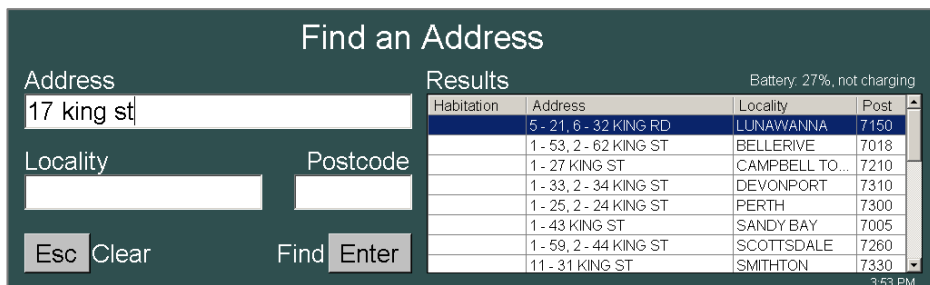 Find an Address
Address
17 king st
Locality Postcode
Esc Clear Find Enter
Results Battery: 27%, not charging
Habitation Address Locality Post
5 - 21, 6 - 32 KING RD LUNAWANNA 7150
1 - 53, 2 - 62 KING ST BELLERIVE 7018
1 - 27 KING ST CAMPBELL TO... 7210
1 - 33, 2 - 34 KING ST DEVONPORT 7310
1 - 25, 2 - 24 KING ST PERTH 7300
1 - 43 KING ST SANDY BAY 7005
1 - 59, 2 - 44 KING ST SCOTTSDALE 7260
11 - 31 KING ST SMITHTON 7330
3:53 PM